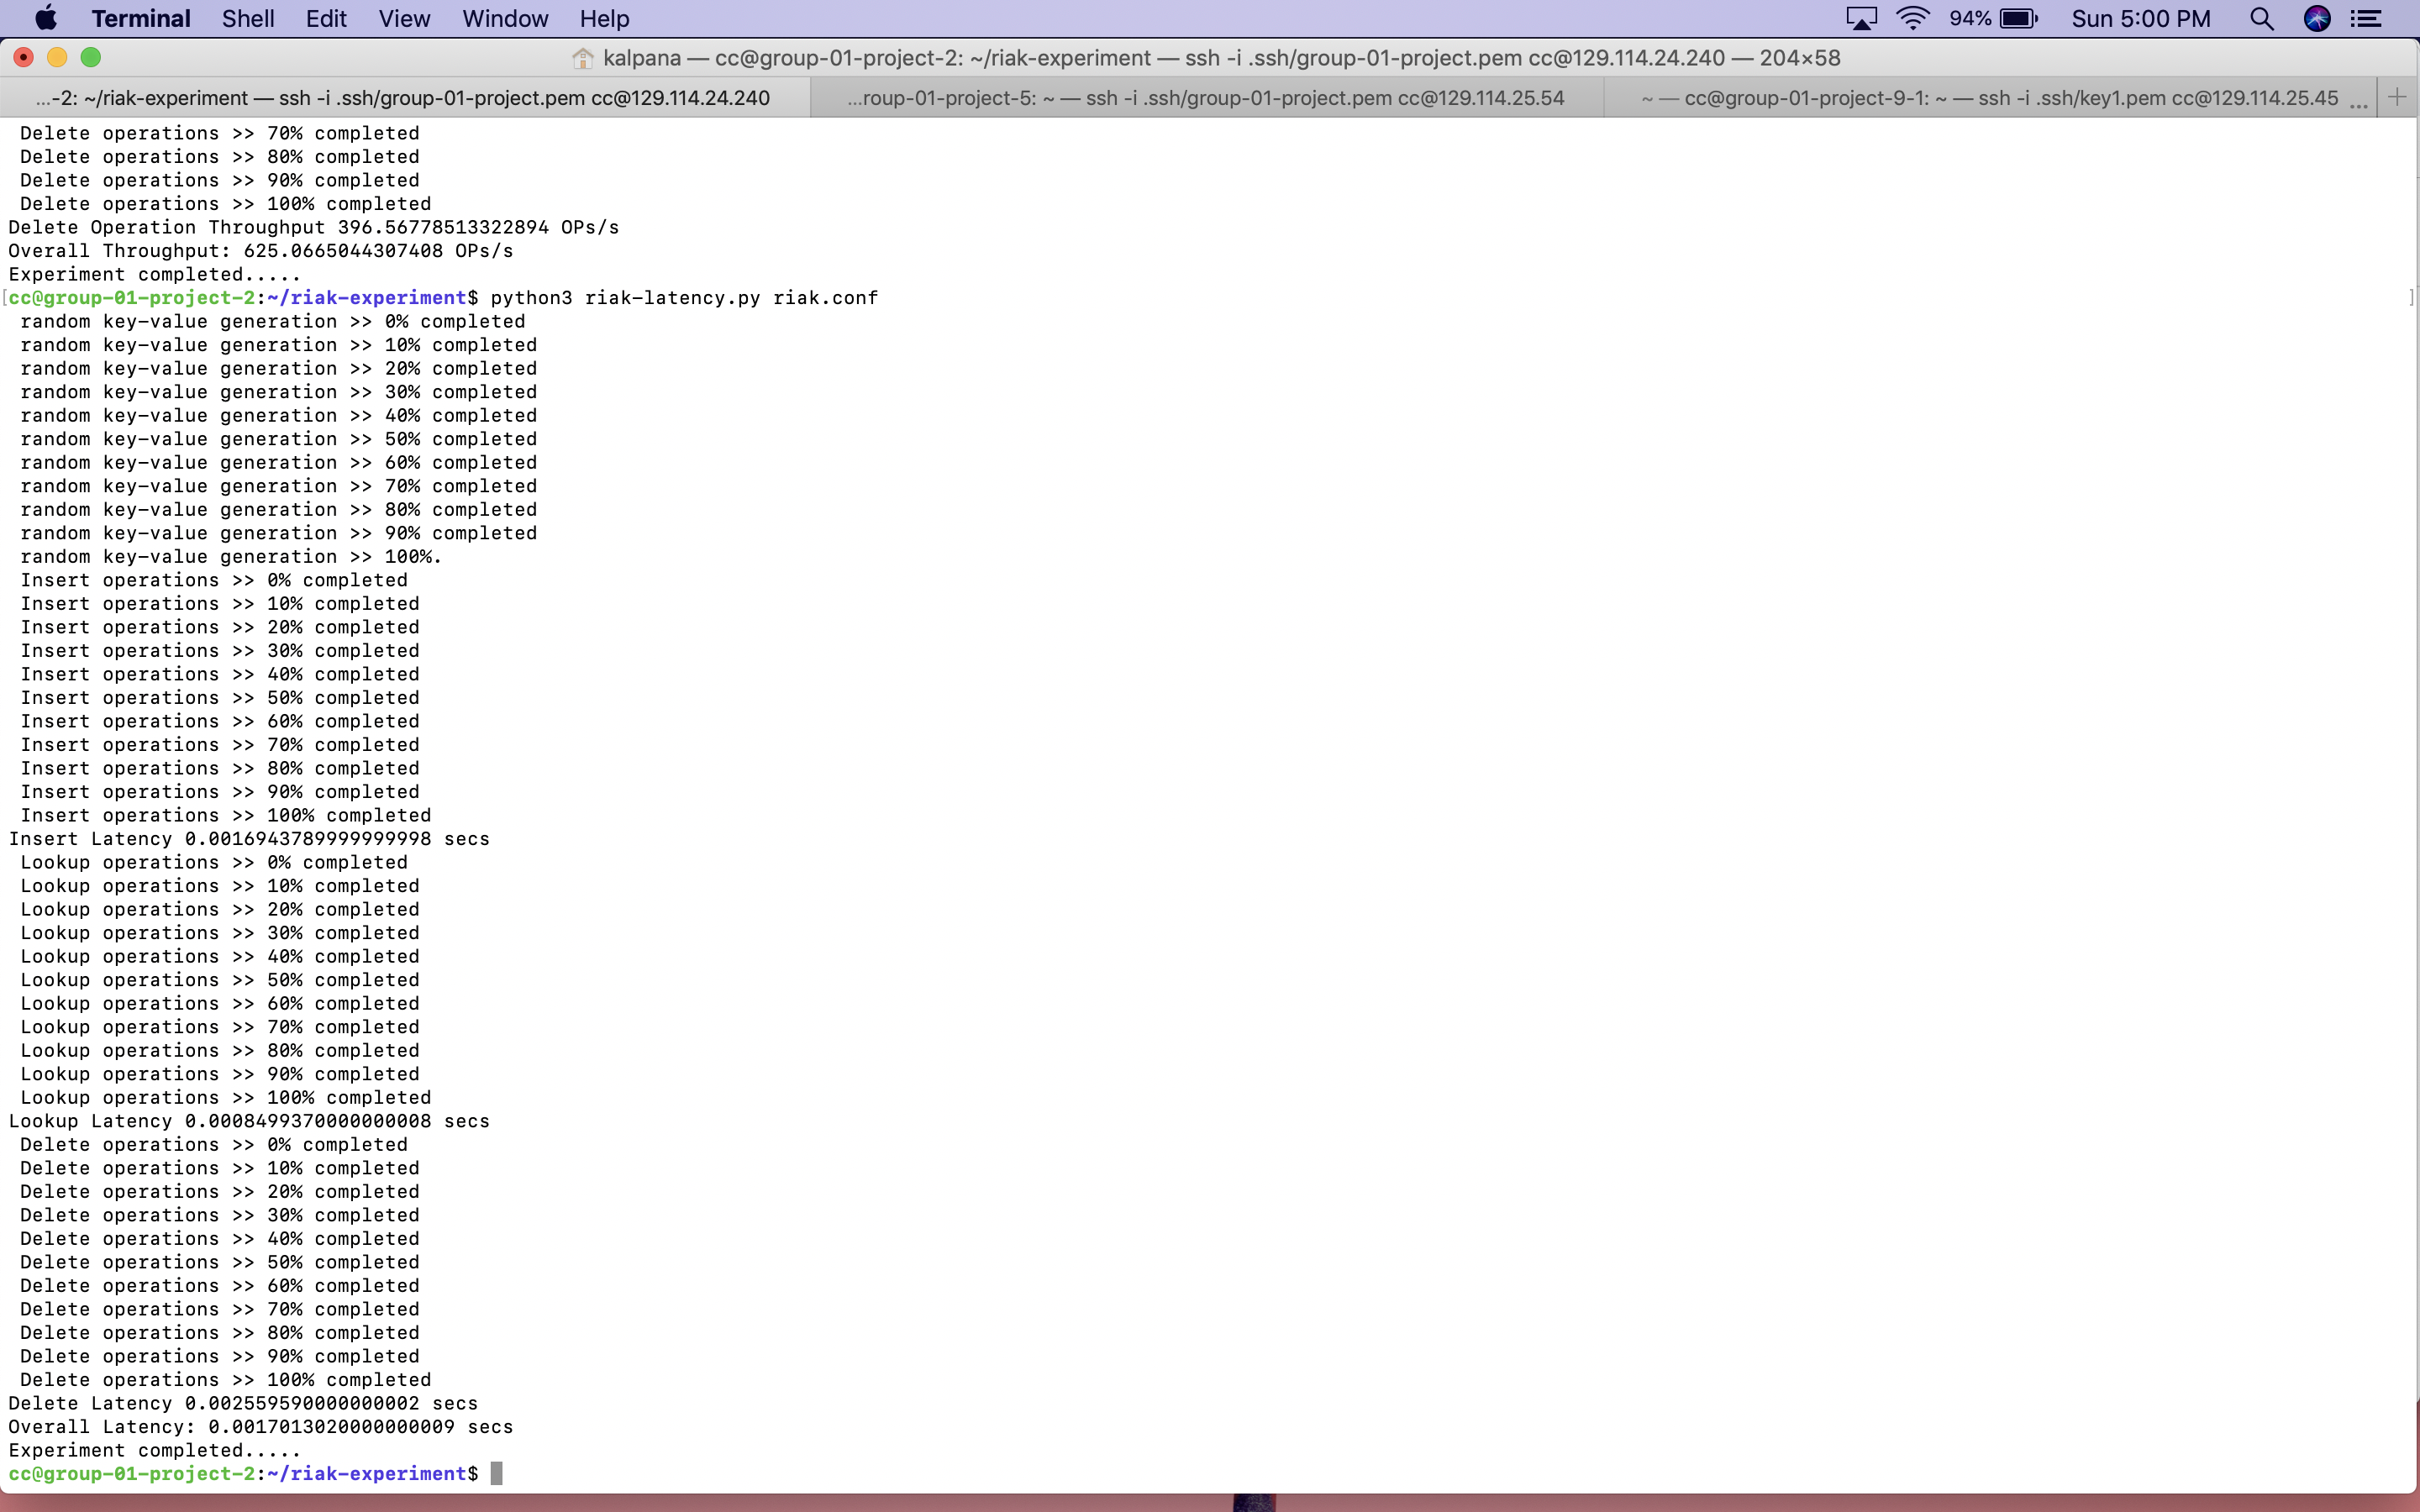 Terminal Shell Edit View Window Help 94% Sun 5:00 PM
kalpana — cc@group-01-project-2: ~/riak-experiment — ssh -i .ssh/group-01-project.pem cc@129.114.24.240 — 204×58
...-2: ~/riak-experiment — ssh -i .ssh/group-01-project.pem cc@129.114.24.240 ...roup-01-project-5: ~ — ssh -i .ssh/group-01-project.pem cc@129.114.25.54 ~ — cc@group-01-project-9-1: ~ — ssh -i .ssh/key1.pem cc@129.114.25.45 ... +
Delete operations >> 70% completed
Delete operations >> 80% completed
Delete operations >> 90% completed
Delete operations >> 100% completed
Delete Operation Throughput 396.56778513322894 OPs/s
Overall Throughput: 625.0665044307408 OPs/s
Experiment completed.....
[cc@group-01-project-2:~/riak-experiment$ python3 riak-latency.py riak.conf ]
random key-value generation >> 0% completed
random key-value generation >> 10% completed
random key-value generation >> 20% completed
random key-value generation >> 30% completed
random key-value generation >> 40% completed
random key-value generation >> 50% completed
random key-value generation >> 60% completed
random key-value generation >> 70% completed
random key-value generation >> 80% completed
random key-value generation >> 90% completed
random key-value generation >> 100%.
Insert operations >> 0% completed
Insert operations >> 10% completed
Insert operations >> 20% completed
Insert operations >> 30% completed
Insert operations >> 40% completed
Insert operations >> 50% completed
Insert operations >> 60% completed
Insert operations >> 70% completed
Insert operations >> 80% completed
Insert operations >> 90% completed
Insert operations >> 100% completed
Insert Latency 0.0016943789999999998 secs
Lookup operations >> 0% completed
Lookup operations >> 10% completed
Lookup operations >> 20% completed
Lookup operations >> 30% completed
Lookup operations >> 40% completed
Lookup operations >> 50% completed
Lookup operations >> 60% completed
Lookup operations >> 70% completed
Lookup operations >> 80% completed
Lookup operations >> 90% completed
Lookup operations >> 100% completed
Lookup Latency 0.0008499370000000008 secs
Delete operations >> 0% completed
Delete operations >> 10% completed
Delete operations >> 20% completed
Delete operations >> 30% completed
Delete operations >> 40% completed
Delete operations >> 50% completed
Delete operations >> 60% completed
Delete operations >> 70% completed
Delete operations >> 80% completed
Delete operations >> 90% completed
Delete operations >> 100% completed
Delete Latency 0.002559590000000002 secs
Overall Latency: 0.0017013020000000009 secs
Experiment completed.....
cc@group-01-project-2:~/riak-experiment$